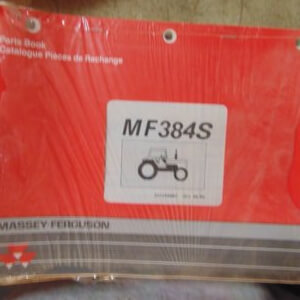 Parts Book
Catalogue Pièces de Rechange
MF384S
MASSEY-FERGUSON